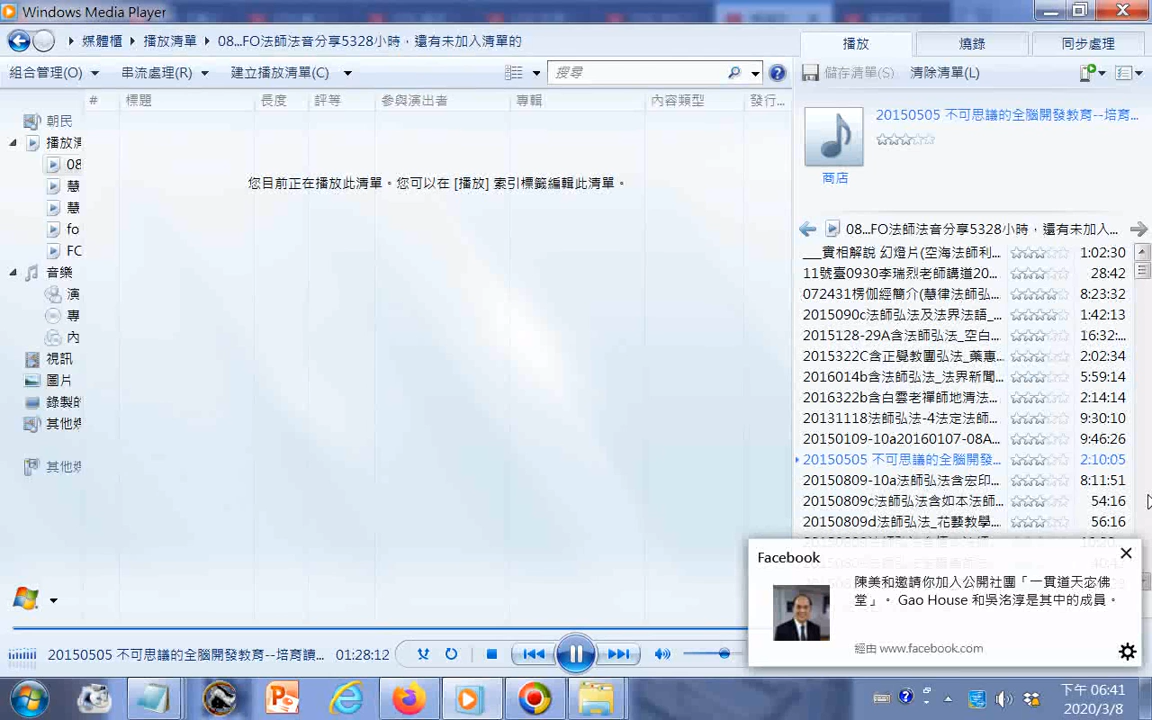 Windows Media Player
媒體櫃 播放清單 08...FO法師法音分享5328小時，還有未加入清單的
播放 燒錄 同步處理
組合管理(O) 串流處理(R) 建立播放清單(C) 搜尋
儲存清單(S) 清除清單(L)
# 標題 長度 評等 參與演出者 專輯 內容類型 發行...
朝民
播放清
08
慧
慧
fo
FC
音樂
演
專
內
視訊
圖片
錄製的
其他媒
其他媒
您目前正在播放此清單。您可以在 [播放] 索引標籤編輯此清單。
20150505 不可思議的全腦開發教育--培育...
商店
08...FO法師法音分享5328小時，還有未加入...
___實相解說 幻燈片(空海法師利... 1:02:30
11號臺0930李瑞烈老師講道20... 28:42
072431楞伽經簡介(慧律法師弘... 8:23:32
2015090c法師弘法及法界法語_... 1:42:13
2015128-29A含法師弘法_空白... 16:32:...
2015322C含正覺教團弘法_藥惠... 2:02:34
2016014b含法師弘法_法界新聞... 5:59:14
2016322b含白雲老禪師地清法... 2:14:14
20131118法師弘法-4法定法師... 9:30:10
20150109-10a20160107-08A... 9:46:26
20150505 不可思議的全腦開發... 2:10:05
20150809-10a法師弘法含宏印... 8:11:51
20150809c法師弘法含如本法師... 54:16
20150809d法師弘法_花藝教學... 56:16
Facebook
陳美和邀請你加入公開社團「一貫道天宓佛
堂」。 Gao House 和吳洺淳是其中的成員。
經由 www.facebook.com
20150505 不可思議的全腦開發教育--培育讀... 01:28:12
下午 06:41
2020/3/8